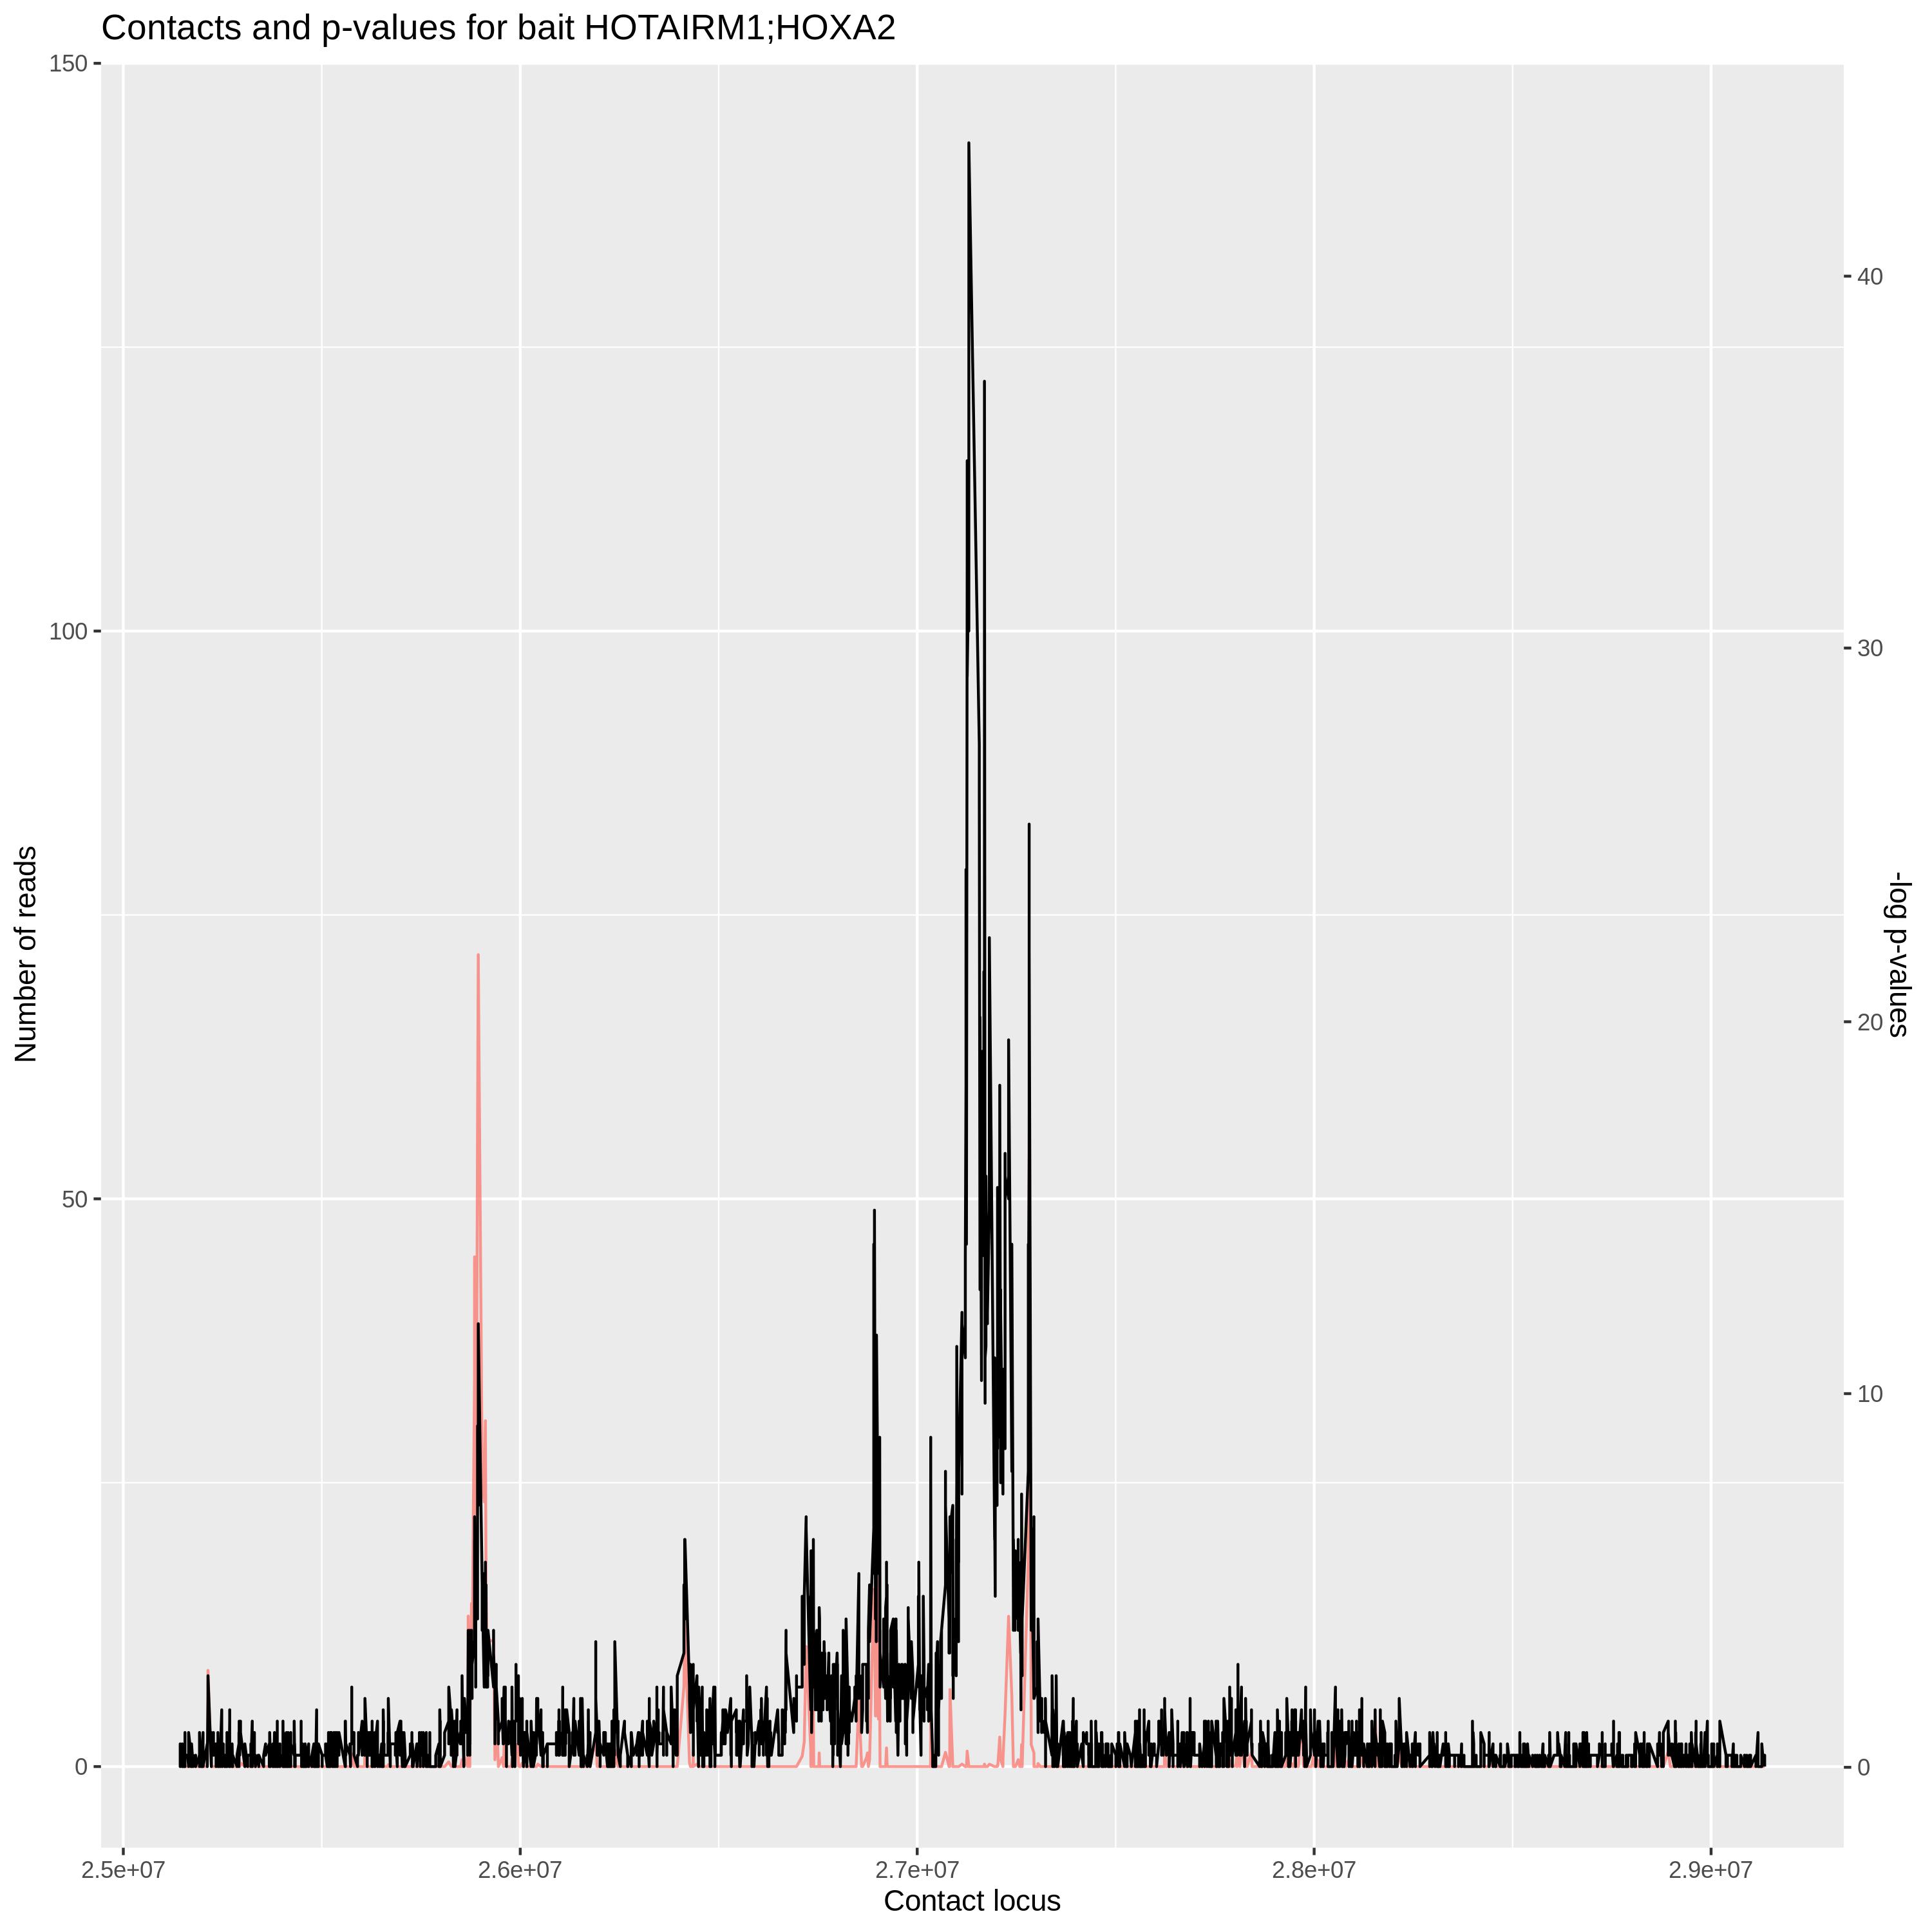 Contacts and p-values for bait HOTAIRM1;HOXA2
150
100
50
0
Number of reads
40
30
20
10
0
-log p-values
2.5e+07 2.6e+07 2.7e+07 2.8e+07 2.9e+07
Contact locus